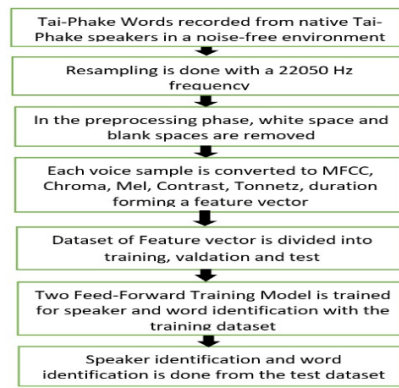 Tai-Phake Words recorded from native Tai-
Phake speakers in a noise-free environment
Resampling is done with a 22050 Hz
frequency
In the preprocessing phase, white space and
blank spaces are removed
Each voice sample is converted to MFCC,
Chroma, Mel, Contrast, Tonnetz, duration
forming a feature vector
Dataset of Feature vector is divided into
training, valdation and test
Two Feed-Forward Training Model is trained
for speaker and word identification with the
training dataset
Speaker identification and word
identification is done from the test dataset